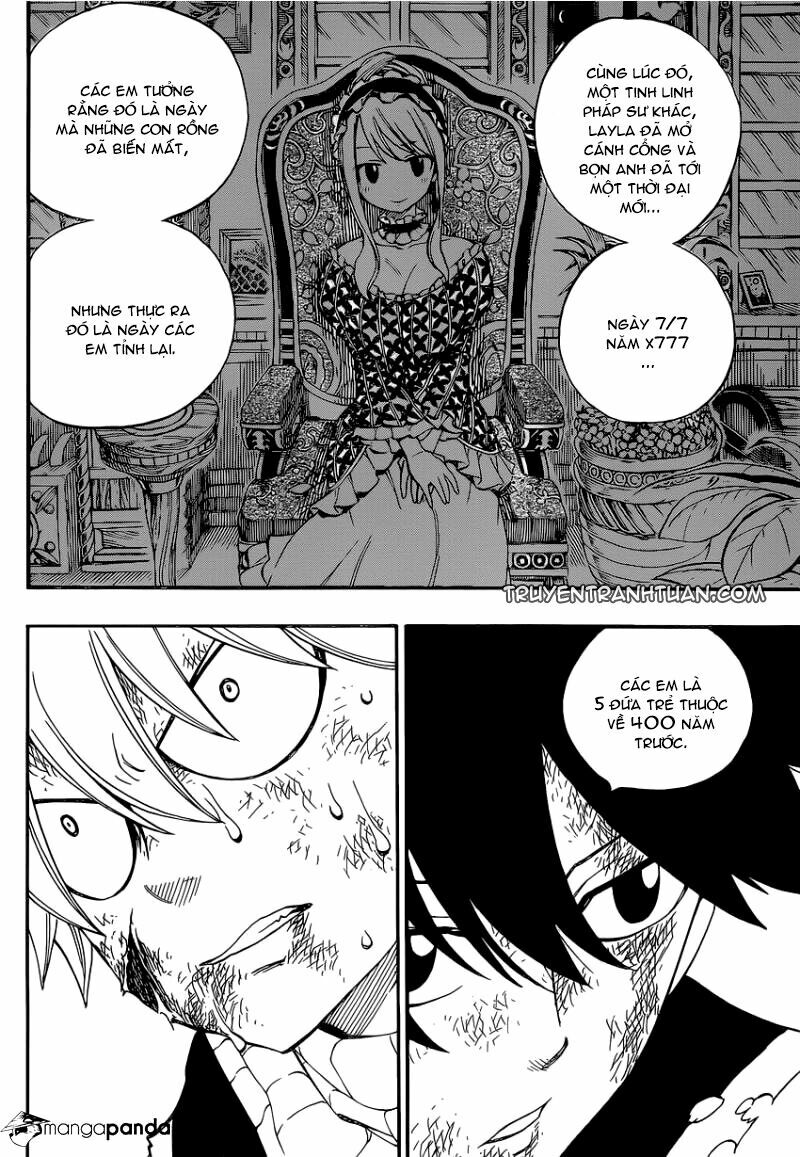 CÙNG LÚC ĐÓ,
MỘT TINH LINH
PHÁP SƯ KHÁC,
LAYLA ĐÃ MỞ
CÁNH CỔNG VÀ
BỌN ANH ĐÃ TỚI
MỘT THỜI ĐẠI
MỚI...
NGÀY 7/7
NĂM X777
...
CÁC EM TƯỞNG
RẰNG ĐÓ LÀ NGÀY
MÀ NHỮNG CON RỒNG
ĐÃ BIẾN MẤT,
NHƯNG THỰC RA
ĐÓ LÀ NGÀY CÁC
EM TỈNH LẠI.
TRUYENTRANHTUAN.COM
CÁC EM LÀ
5 ĐỨA TRẺ THUỘC
VỀ 400 NĂM
TRƯỚC.
mangapanda